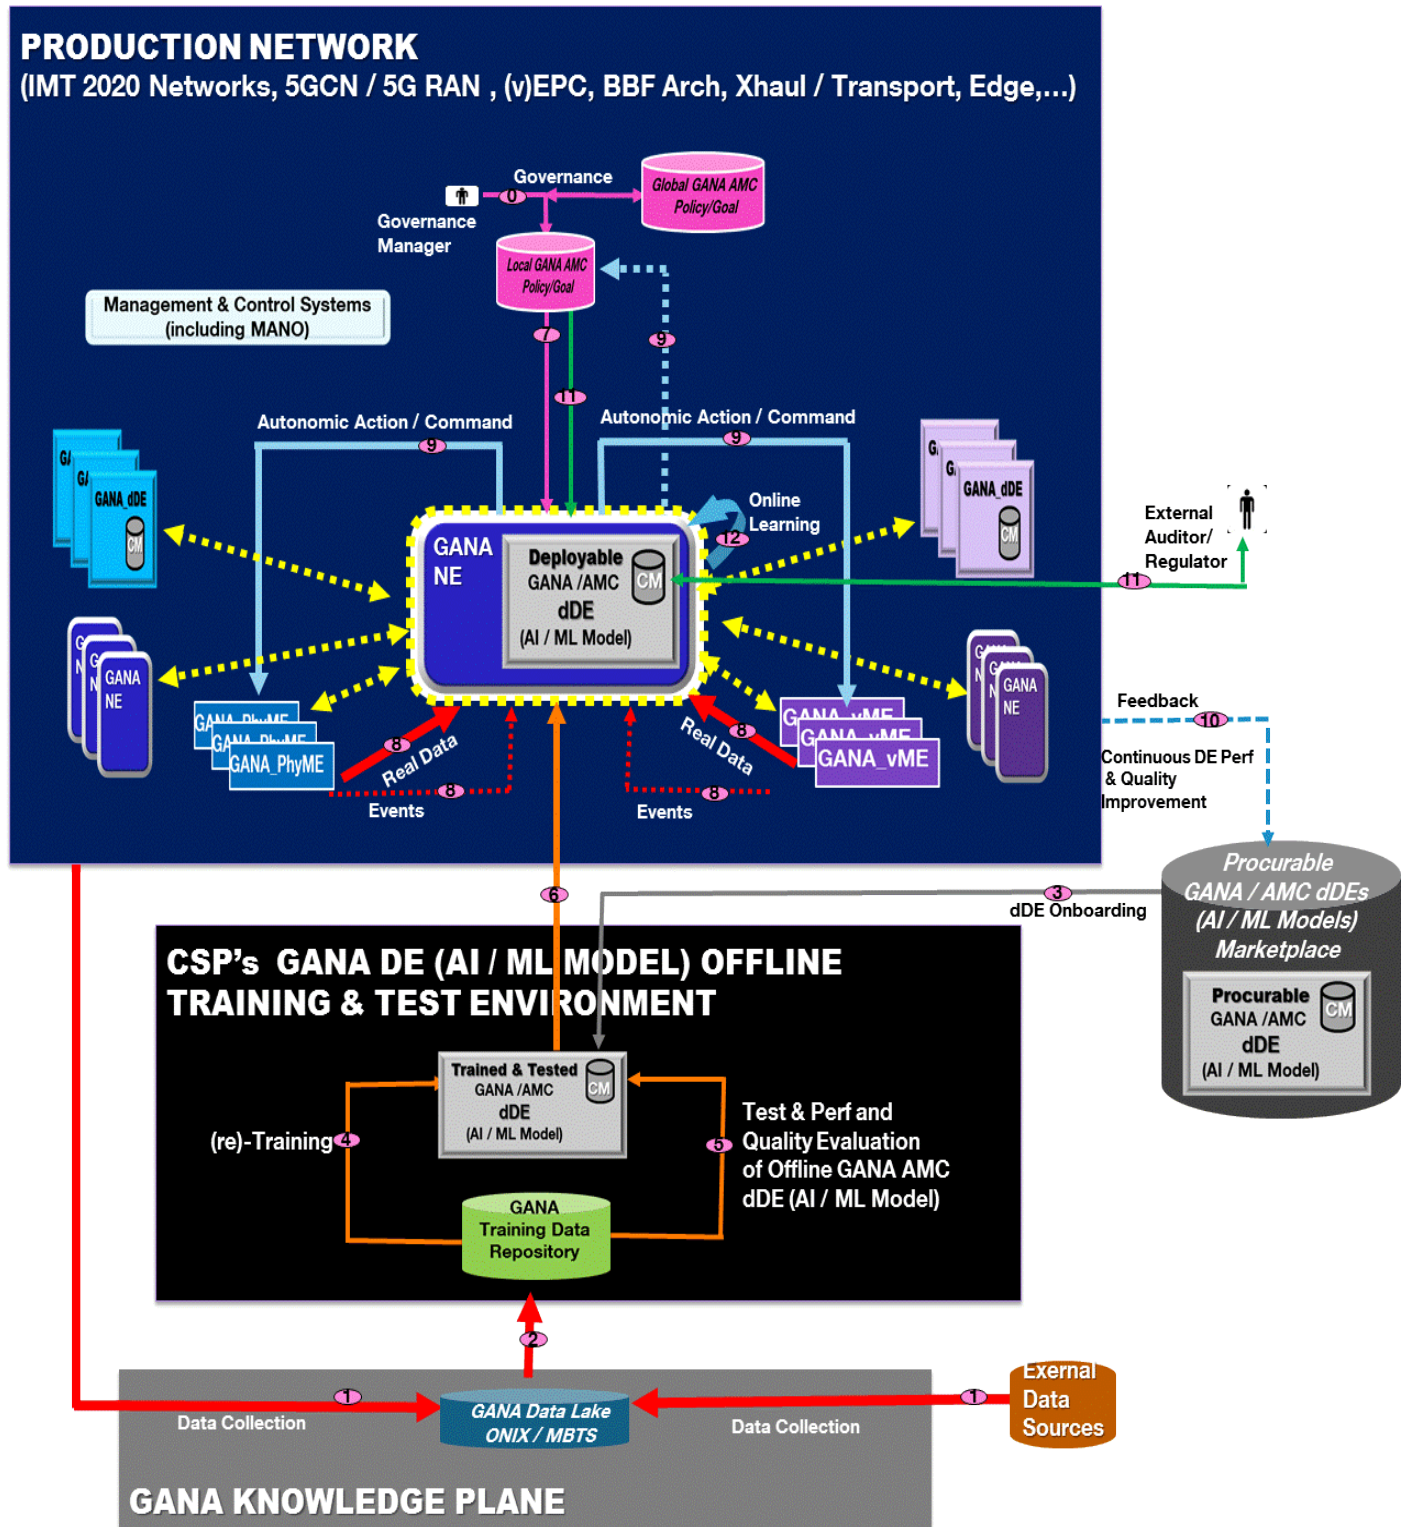 PRODUCTION NETWORK
(IMT 2020 Networks, 5GCN / 5G RAN , (v)EPC, BBF Arch, Xhaul / Transport, Edge,...)
Governance
0
Global GANA AMC
Policy/Goal
Governance
Manager
Local GANA AMC
Policy/Goal
Management & Control Systems
(including MANO)
7
9
11
Autonomic Action / Command
9
Autonomic Action / Command
9
GANA_dDE
CM
GANA_dDE
CM
Online
Learning
12
GANA
NE
Deployable
GANA /AMC
dDE
(AI / ML Model)
CM
External
Auditor/
Regulator
11
GANA
NE
GANA
NE
GANA_PhyME
GANA_PhyME
GANA_PhyME
GANA_vME
GANA_vME
GANA_vME
8
Real Data
8
Real Data
8
Events
8
Events
Feedback
10
Continuous DE Perf
& Quality
Improvement
6
3
dDE Onboarding
Procurable
GANA / AMC dDEs
(AI / ML Models)
Marketplace
Procurable
GANA /AMC
dDE
(AI / ML Model)
CM
CSP's GANA DE (AI / ML MODEL) OFFLINE
TRAINING & TEST ENVIRONMENT
Trained & Tested
GANA /AMC
dDE
(AI / ML Model)
CM
(re)-Training
4
5
Test & Perf and
Quality Evaluation
of Offline GANA AMC
dDE (AI / ML Model)
GANA
Training Data
Repository
2
1
Data Collection
GANA Data Lake
ONIX / MBTS
1
Data Collection
Exernal
Data
Sources
GANA KNOWLEDGE PLANE